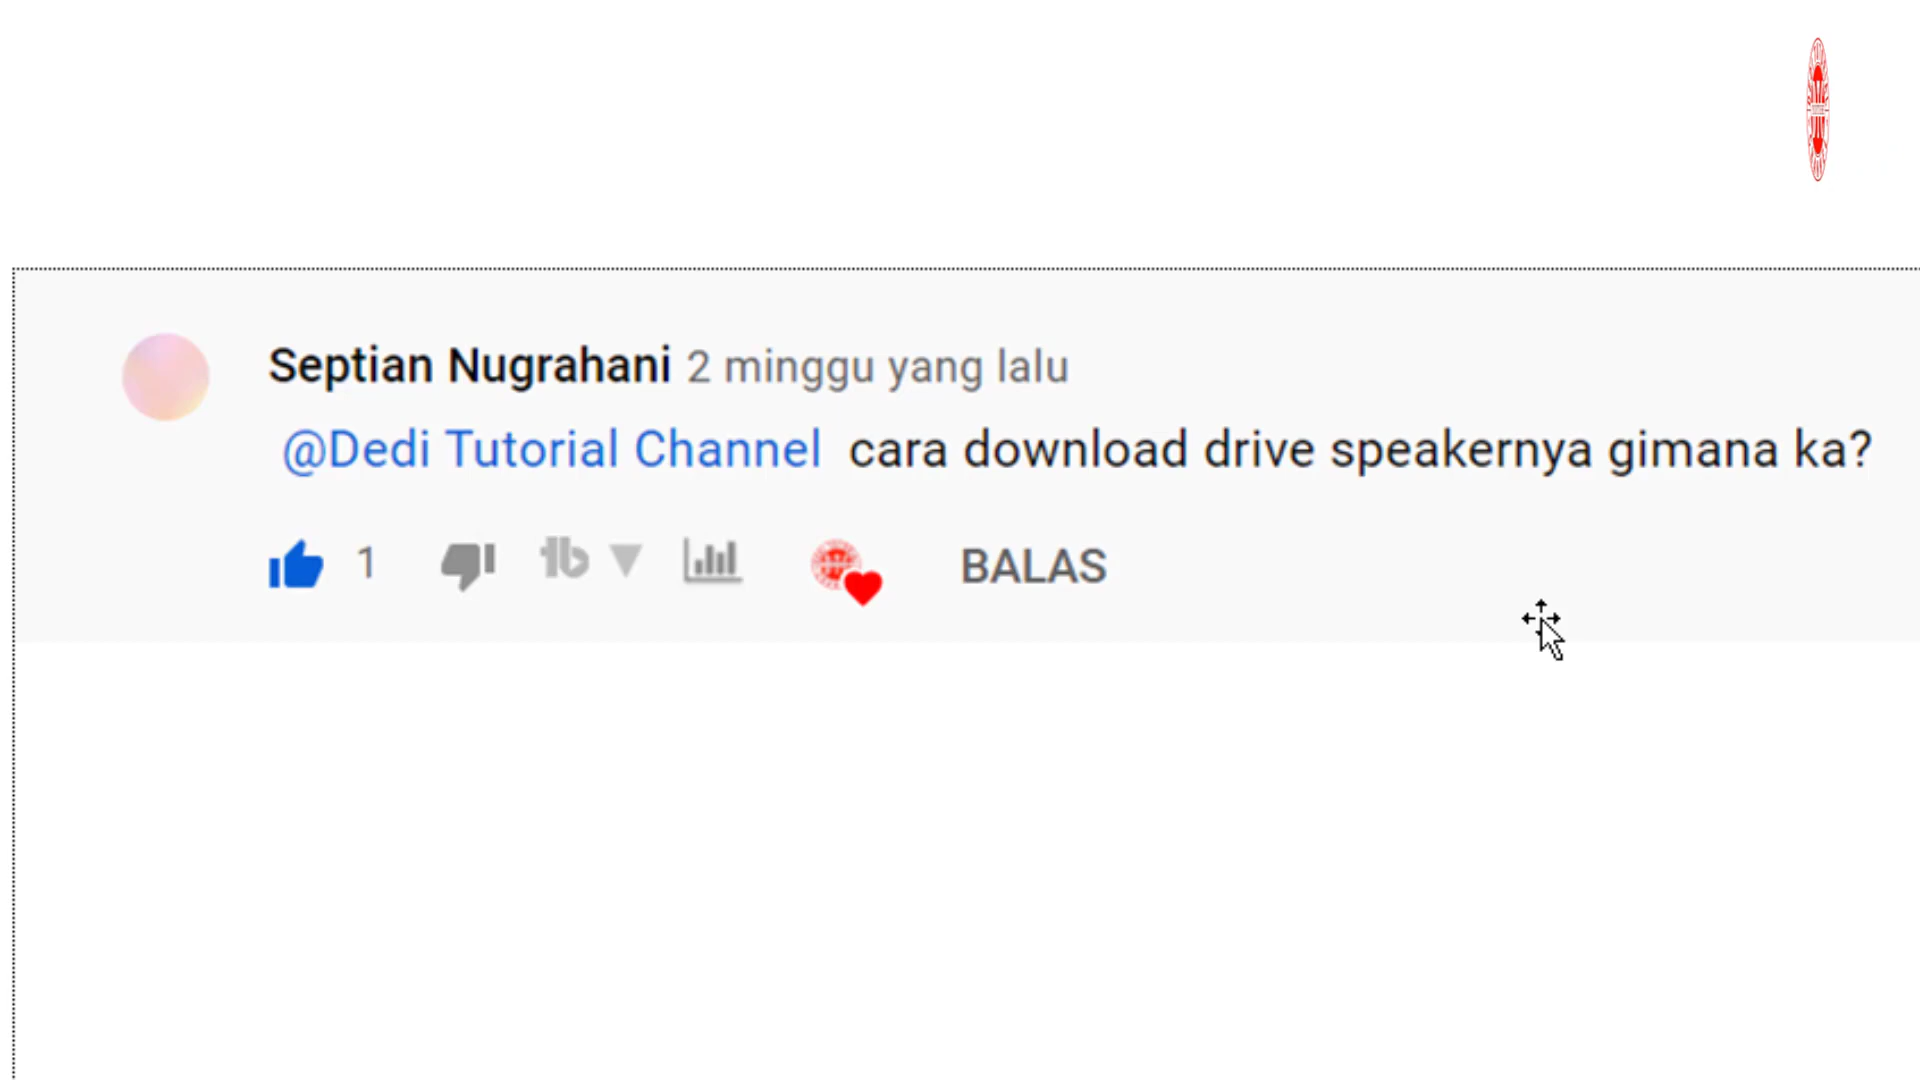 Septian Nugrahani 2 minggu yang lalu
@Dedi Tutorial Channel cara download drive speakernya gimana ka?
1 BALAS